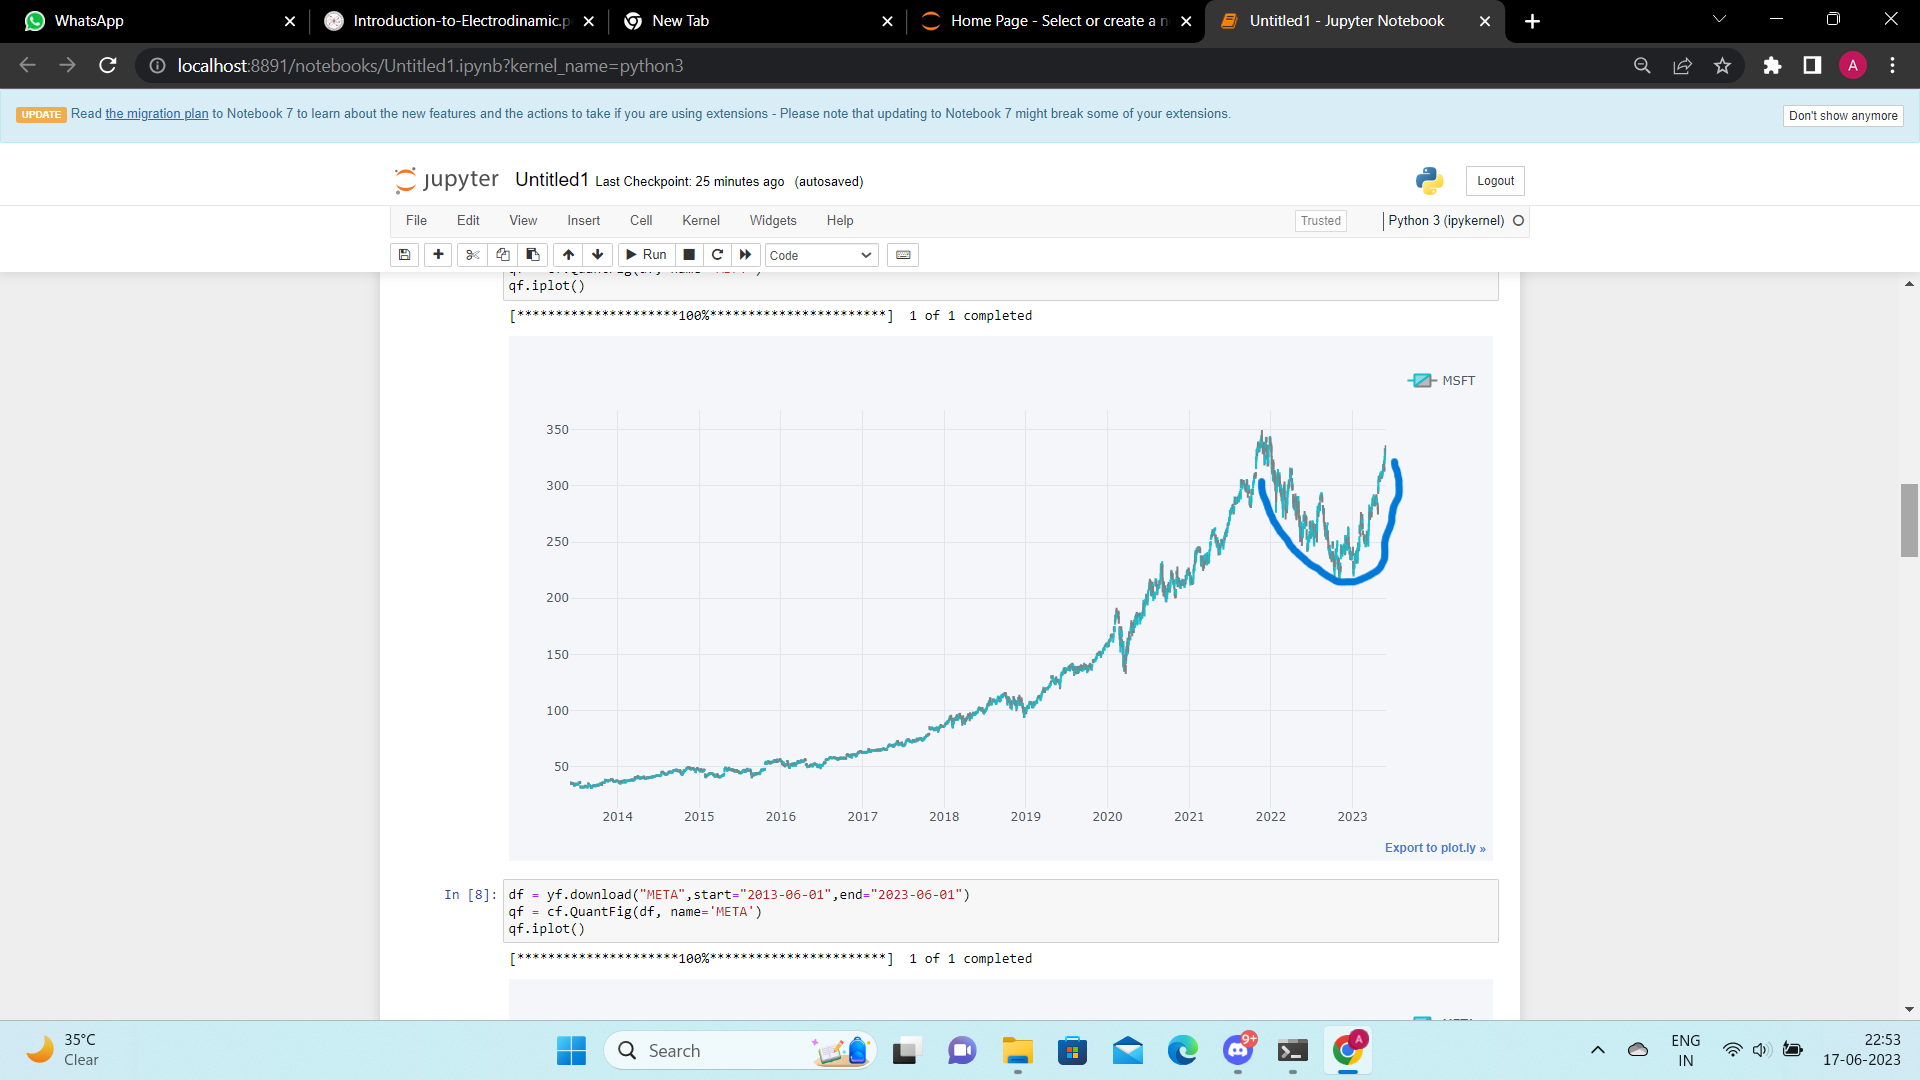 WhatsApp
Introduction-to-Electrodinamic.p
New Tab
Home Page - Select or create a n
Untitled1 - Jupyter Notebook
localhost:8891/notebooks/Untitled1.ipynb?kernel_name=python3
A
UPDATE Read the migration plan to Notebook 7 to learn about the new features and the actions to take if you are using extensions - Please note that updating to Notebook 7 might break some of your extensions.
Don't show anymore
jupyter Untitled1 Last Checkpoint: 25 minutes ago (autosaved)
Logout
File Edit View Insert Cell Kernel Widgets Help
Trusted Python 3 (ipykernel)
Run Code
qf.iplot()
[*********************100%***********************] 1 of 1 completed
MSFT
350
300
250
200
150
100
50
2014 2015 2016 2017 2018 2019 2020 2021 2022 2023
Export to plot.ly »
In [8]: df = yf.download("META",start="2013-06-01",end="2023-06-01")
qf = cf.QuantFig(df, name='META')
qf.iplot()
[*********************100%***********************] 1 of 1 completed
35°C
Clear
Search
9+
A
ENG
IN
22:53
17-06-2023